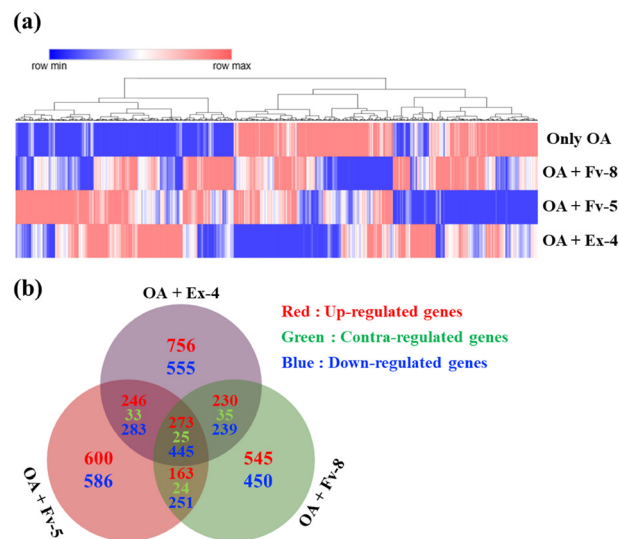 (a)
row min
row max
Only OA
OA + Fv-8
OA + Fv-5
OA + Ex-4
(b)
OA + Ex-4
Red : Up-regulated genes
Green : Contra-regulated genes
Blue : Down-regulated genes
756
555
246
33
283
230
35
239
273
25
445
600
586
545
450
163
24
251
OA + Fv-5
OA + Fv-8